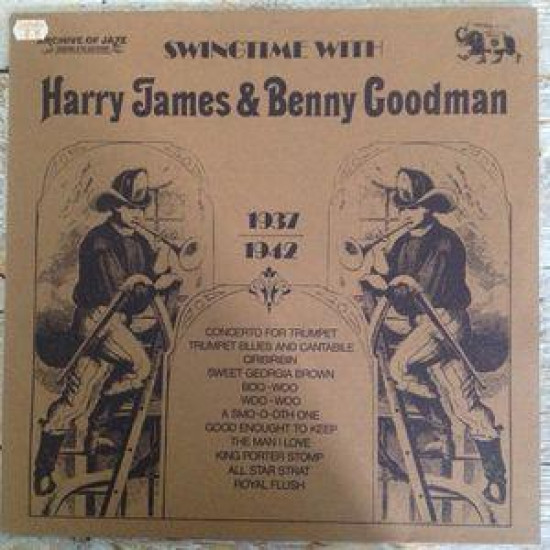 ARCHIVE OF JAZZ
SWINGTIME WITH
Harry James & Benny Goodman
1937
1942
CONCERTO FOR TRUMPET
TRUMPET BLUES AND CANTABILE
CIRIBIRIBIN
SWEET GEORGIA BROWN
BOO-WOO
WOO-WOO
A SMO-O-OTH ONE
GOOD ENOUGHT TO KEEP
THE MAN I LOVE
KING PORTER STOMP
ALL STAR STRAT
ROYAL FLUSH